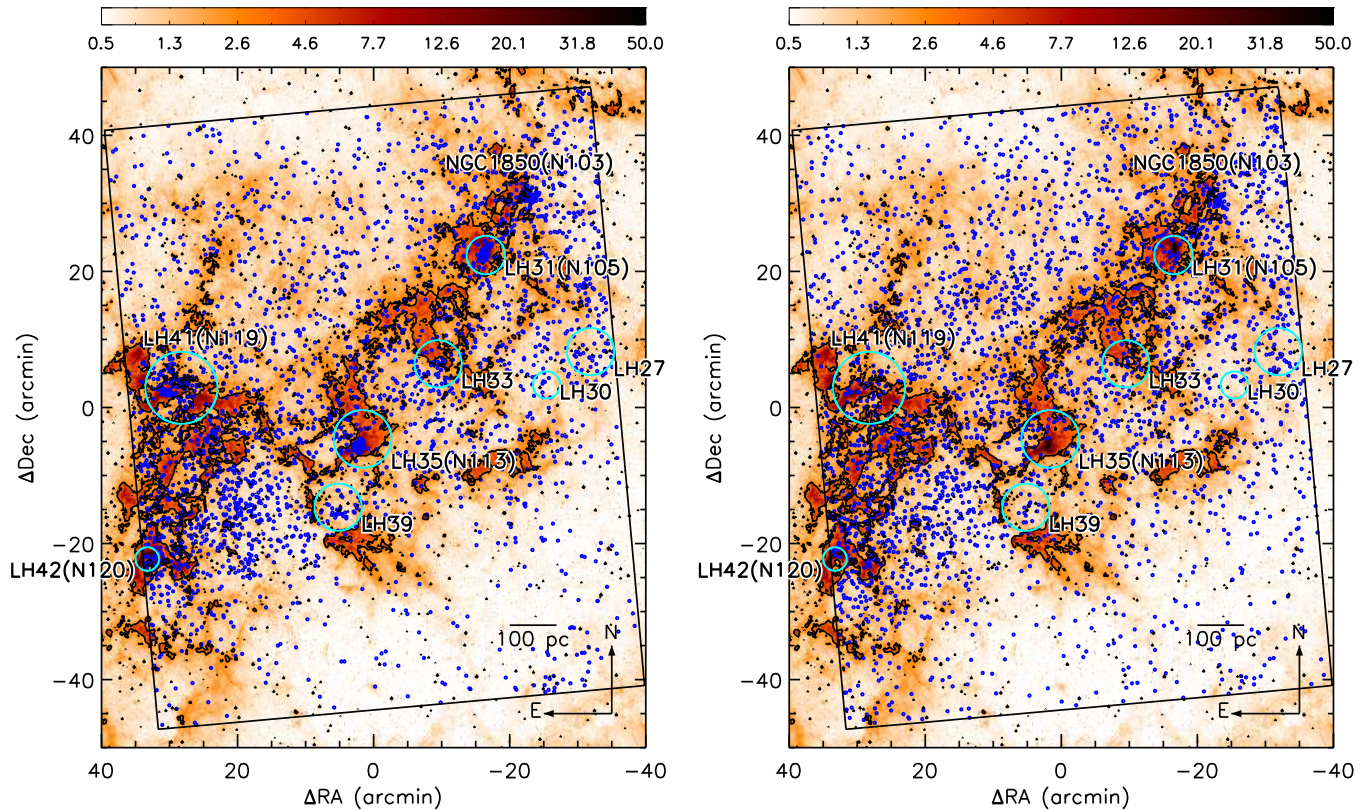 0.5 1.3 2.6 4.6 7.7 12.6 20.1 31.8 50.0
40
20
0
−20
−40
ΔDec (arcmin)
NGC1850(N103)
LH31(N105)
LH41(N119)
LH33
LH27
LH30
LH35(N113)
LH39
LH42(N120)
100 pc
N
E
40 20 0 −20 −40
ΔRA (arcmin)
0.5 1.3 2.6 4.6 7.7 12.6 20.1 31.8 50.0
40
20
0
−20
−40
ΔDec (arcmin)
NGC1850(N103)
LH31(N105)
LH41(N119)
LH33
LH27
LH30
LH35(N113)
LH39
LH42(N120)
100 pc
N
E
40 20 0 −20 −40
ΔRA (arcmin)